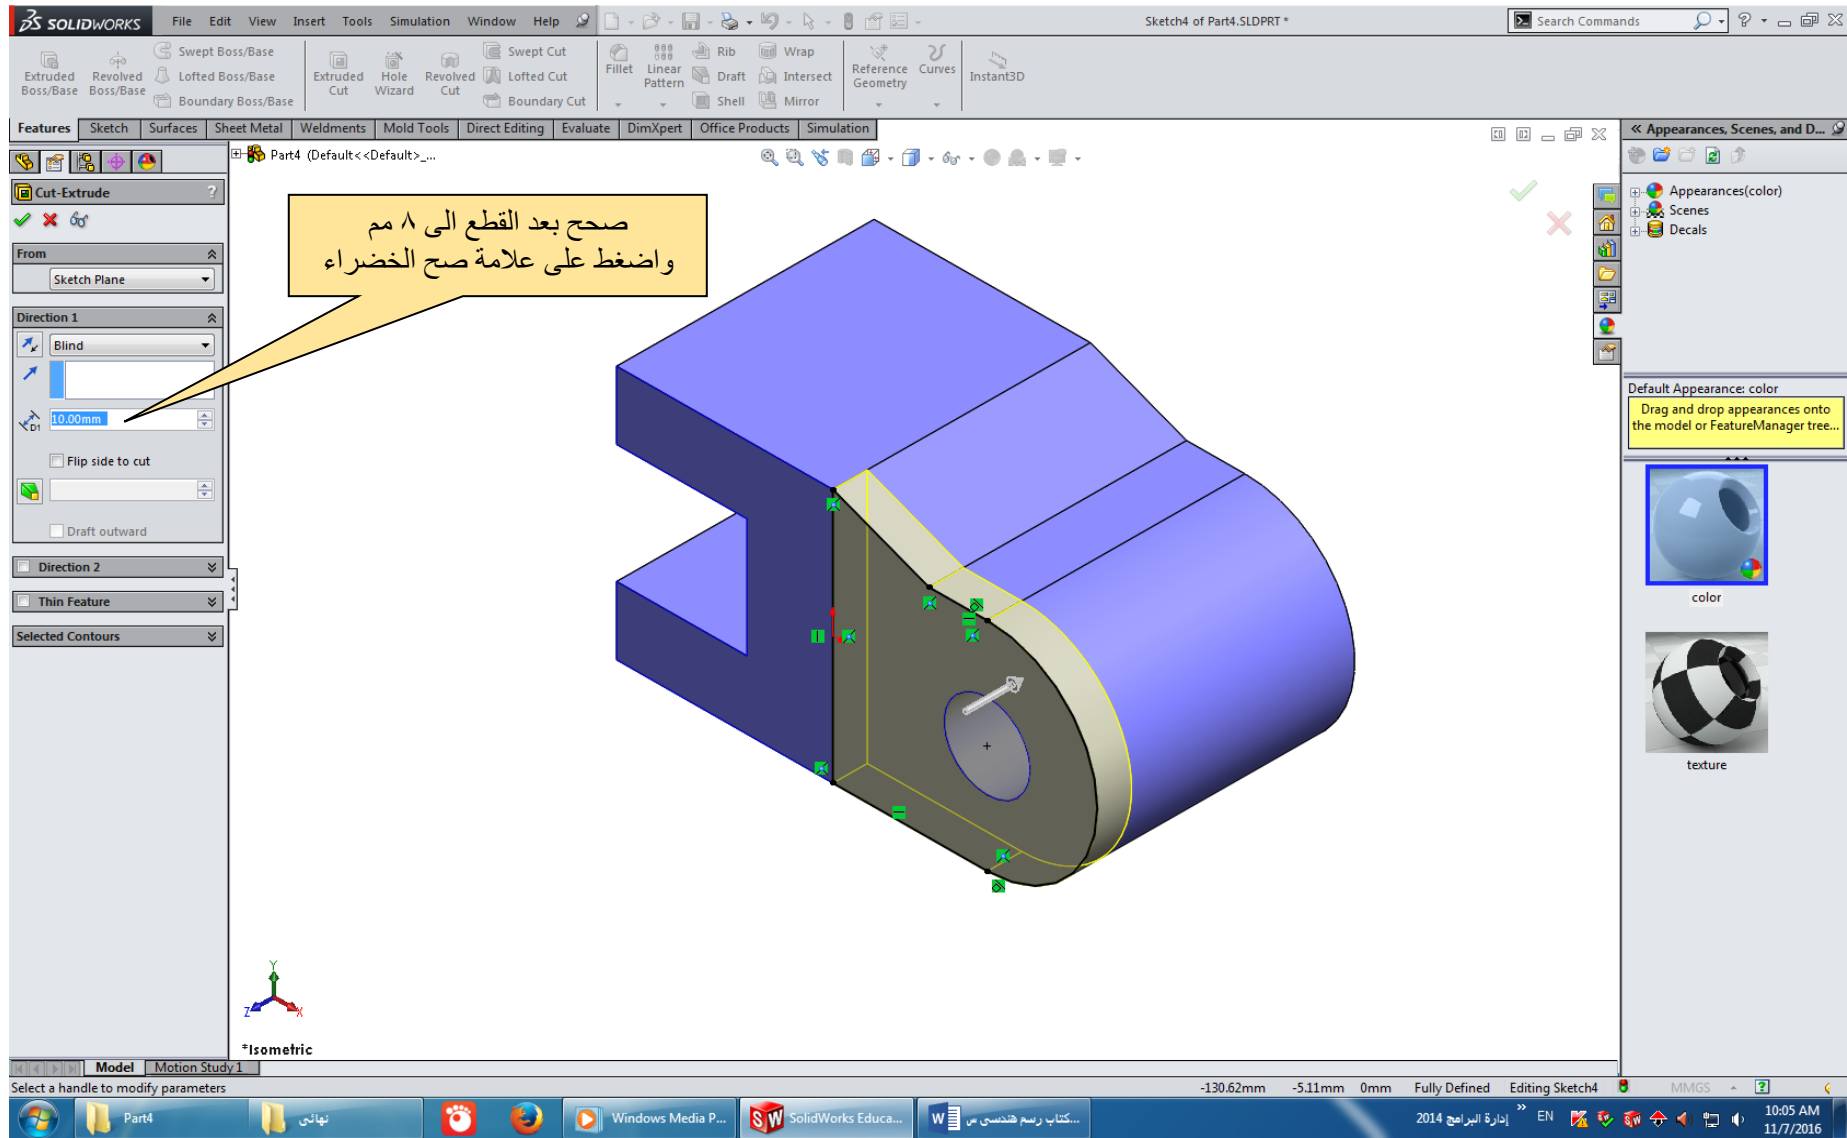 SOLIDWORKS File Edit View Insert Tools Simulation Window Help
Sketch4 of Part4.SLDPRT *
Search Commands
Extruded Boss/Base
Revolved Boss/Base
Swept Boss/Base
Lofted Boss/Base
Boundary Boss/Base
Extruded Cut
Hole Wizard
Revolved Cut
Swept Cut
Lofted Cut
Boundary Cut
Fillet
Linear Pattern
Rib
Draft
Shell
Wrap
Intersect
Mirror
Reference Geometry
Curves
Instant3D
Features Sketch Surfaces Sheet Metal Weldments Mold Tools Direct Editing Evaluate DimXpert Office Products Simulation
Part4 (Default<<Default>_...
Cut-Extrude ?
From
Sketch Plane
Direction 1
Blind
D1
10.00mm
Flip side to cut
Draft outward
Direction 2
Thin Feature
Selected Contours
صحح بعد القطع الى ٨ مم
واضغط على علامة صح الخضراء
Y
Z
X
*Isometric
Appearances, Scenes, and D...
Appearances(color)
Scenes
Decals
Default Appearance: color
Drag and drop appearances onto
the model or FeatureManager tree...
color
texture
Model Motion Study 1
Select a handle to modify parameters
-130.62mm -5.11mm 0mm Fully Defined Editing Sketch4 MMGS
Part4
نهائى
Windows Media P...
SolidWorks Educa...
كتاب رسم هندسى س...
إدارة البرامج 2014
EN
10:05 AM
11/7/2016